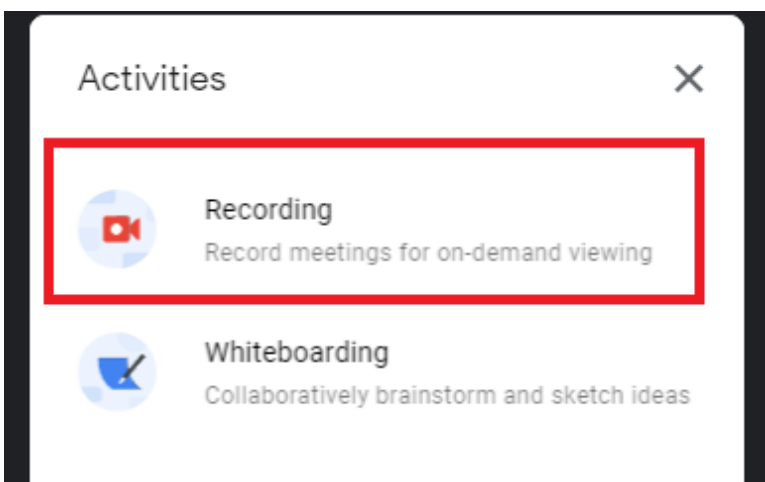 Activities
Recording
Record meetings for on-demand viewing
Whiteboarding
Collaboratively brainstorm and sketch ideas